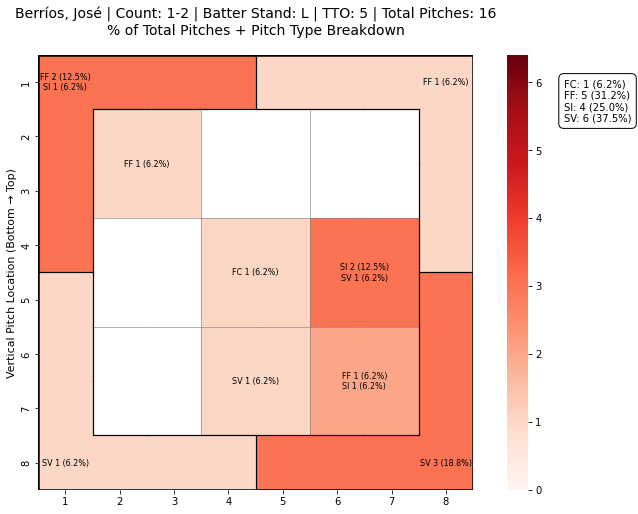 Berríos, José | Count: 1-2 | Batter Stand: L | TTO: 5 | Total Pitches: 16
% of Total Pitches + Pitch Type Breakdown
FF 2 (12.5%)
SI 1 (6.2%)
FF 1 (6.2%)
FF 1 (6.2%)
FC 1 (6.2%)
SI 2 (12.5%)
SV 1 (6.2%)
SV 1 (6.2%)
FF 1 (6.2%)
SI 1 (6.2%)
SV 1 (6.2%)
SV 3 (18.8%)
Vertical Pitch Location (Bottom → Top)
1
2
3
4
5
6
7
8
1 2 3 4 5 6 7 8
6
5
4
3
2
1
0
FC: 1 (6.2%)
FF: 5 (31.2%)
SI: 4 (25.0%)
SV: 6 (37.5%)